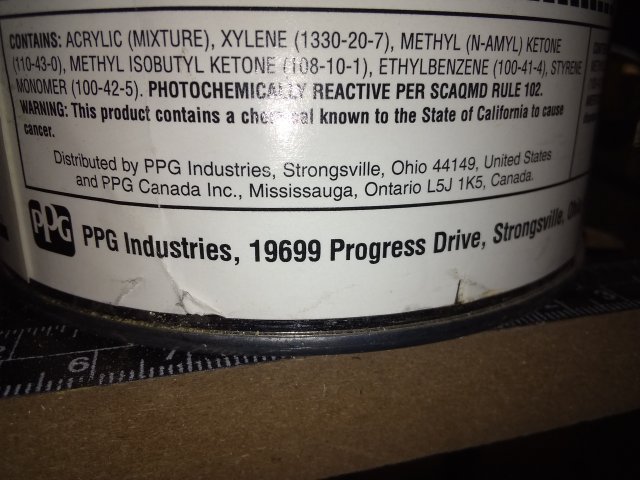 CONTAINS: ACRYLIC (MIXTURE), XYLENE (1330-20-7), METHYL (N-AMYL) KETONE
(110-43-0), METHYL ISOBUTYL KETONE (108-10-1), ETHYLBENZENE (100-41-4), STYRENE
MONOMER (100-42-5). PHOTOCHEMICALLY REACTIVE PER SCAQMD RULE 102.
WARNING: This product contains a chemical known to the State of California to cause
cancer.
Distributed by PPG Industries, Strongsville, Ohio 44149, United States
and PPG Canada Inc., Mississauga, Ontario L5J 1K5, Canada.
PPG PPG Industries, 19699 Progress Drive, Strongsville,
6 7